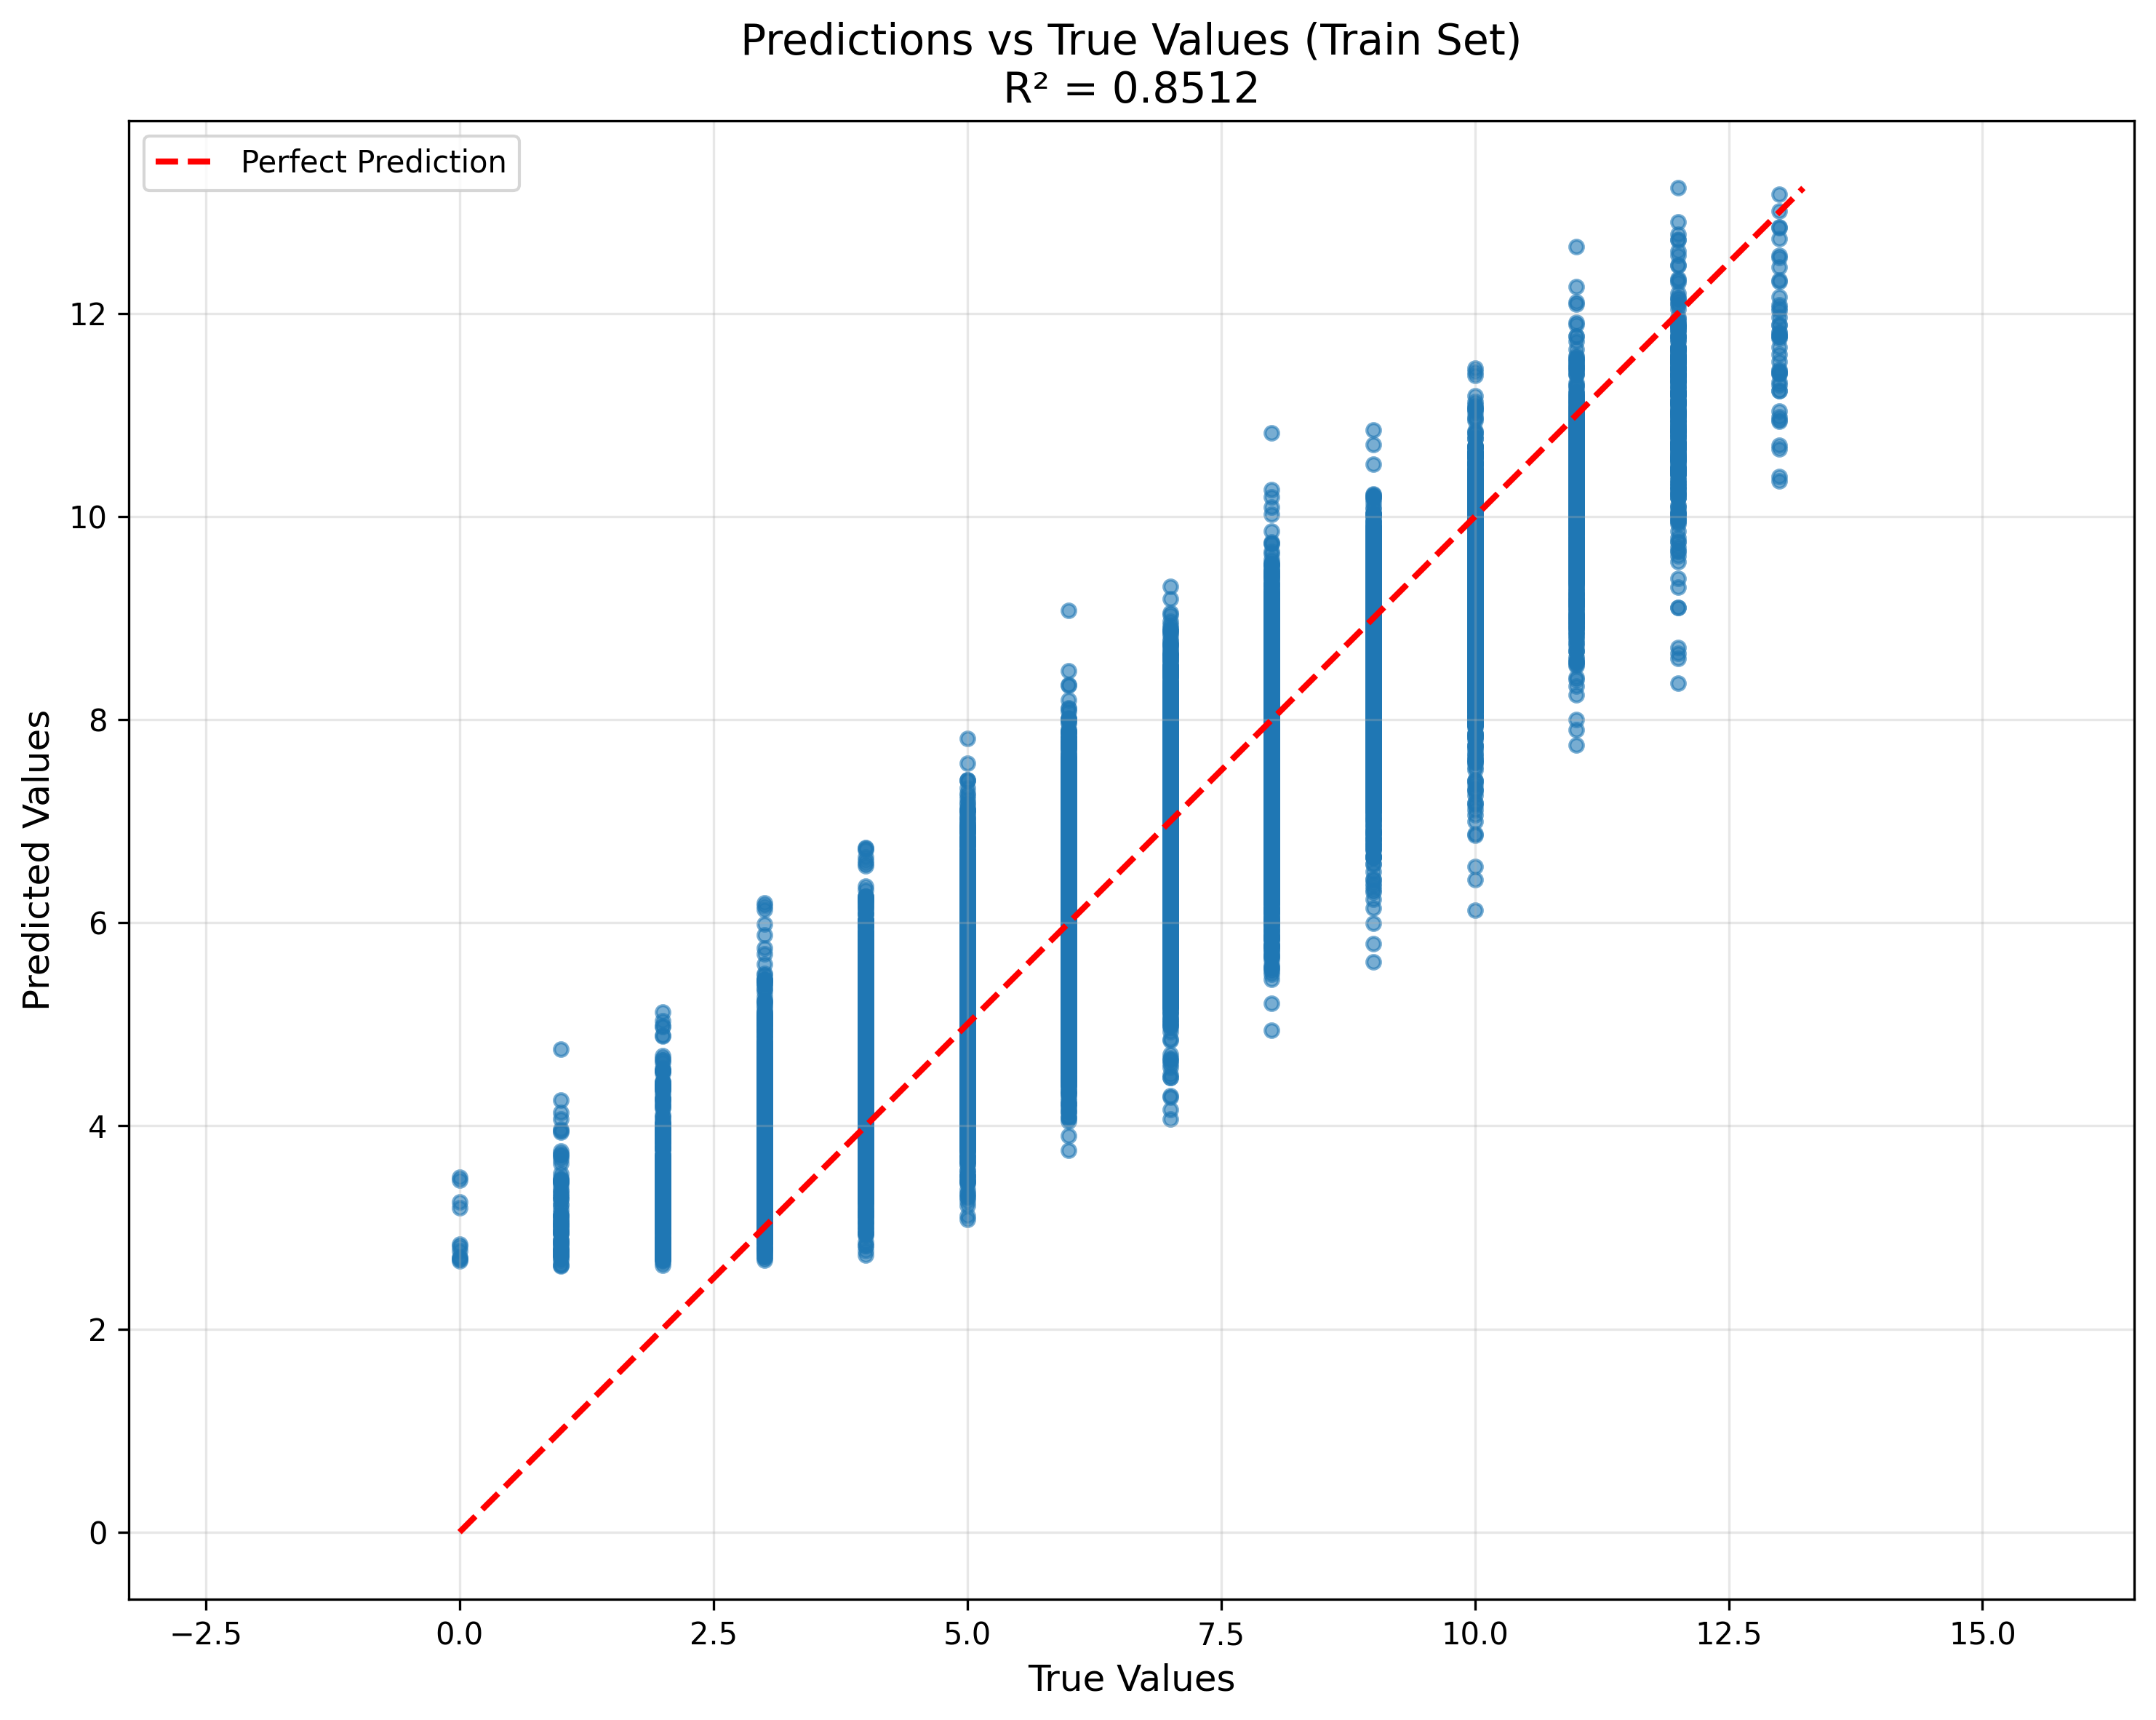 Predictions vs True Values (Train Set)
R² = 0.8512
Perfect Prediction
Predicted Values
12
10
8
6
4
2
0
−2.5 0.0 2.5 5.0 7.5 10.0 12.5 15.0
True Values